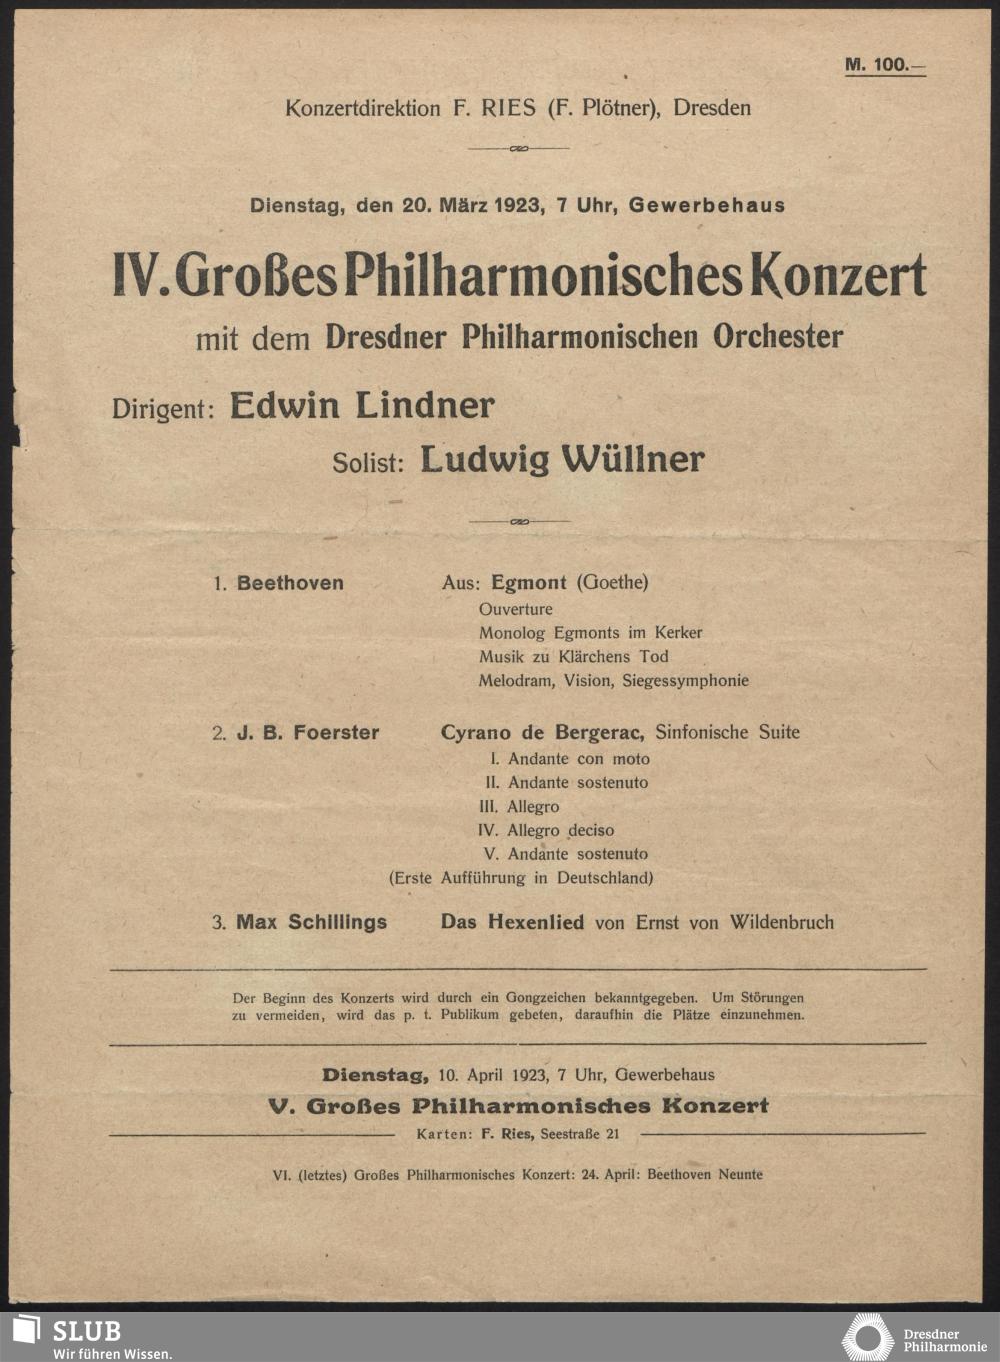 M. 100.—
Konzertdirektion F. RIES (F. Plötner), Dresden
Dienstag, den 20. März 1923, 7 Uhr, Gewerbehaus
IV. Großes Philharmonisches Konzert
mit dem Dresdner Philharmonischen Orchester
Dirigent: Edwin Lindner
Solist: Ludwig Wüllner
1. Beethoven Aus: Egmont (Goethe)
Ouverture
Monolog Egmonts im Kerker
Musik zu Klärchens Tod
Melodram, Vision, Siegessymphonie
2. J. B. Foerster Cyrano de Bergerac, Sinfonische Suite
I. Andante con moto
II. Andante sostenuto
III. Allegro
IV. Allegro deciso
V. Andante sostenuto
(Erste Aufführung in Deutschland)
3. Max Schillings Das Hexenlied von Ernst von Wildenbruch
Der Beginn des Konzerts wird durch ein Gongzeichen bekanntgegeben. Um Störungen
zu vermeiden, wird das p. t. Publikum gebeten, daraufhin die Plätze einzunehmen.
Dienstag, 10. April 1923, 7 Uhr, Gewerbehaus
V. Großes Philharmonisches Konzert
Karten: F. Ries, Seestraße 21
VI. (letztes) Großes Philharmonisches Konzert: 24. April: Beethoven Neunte
SLUB
Wir führen Wissen.
Dresdner
Philharmonie